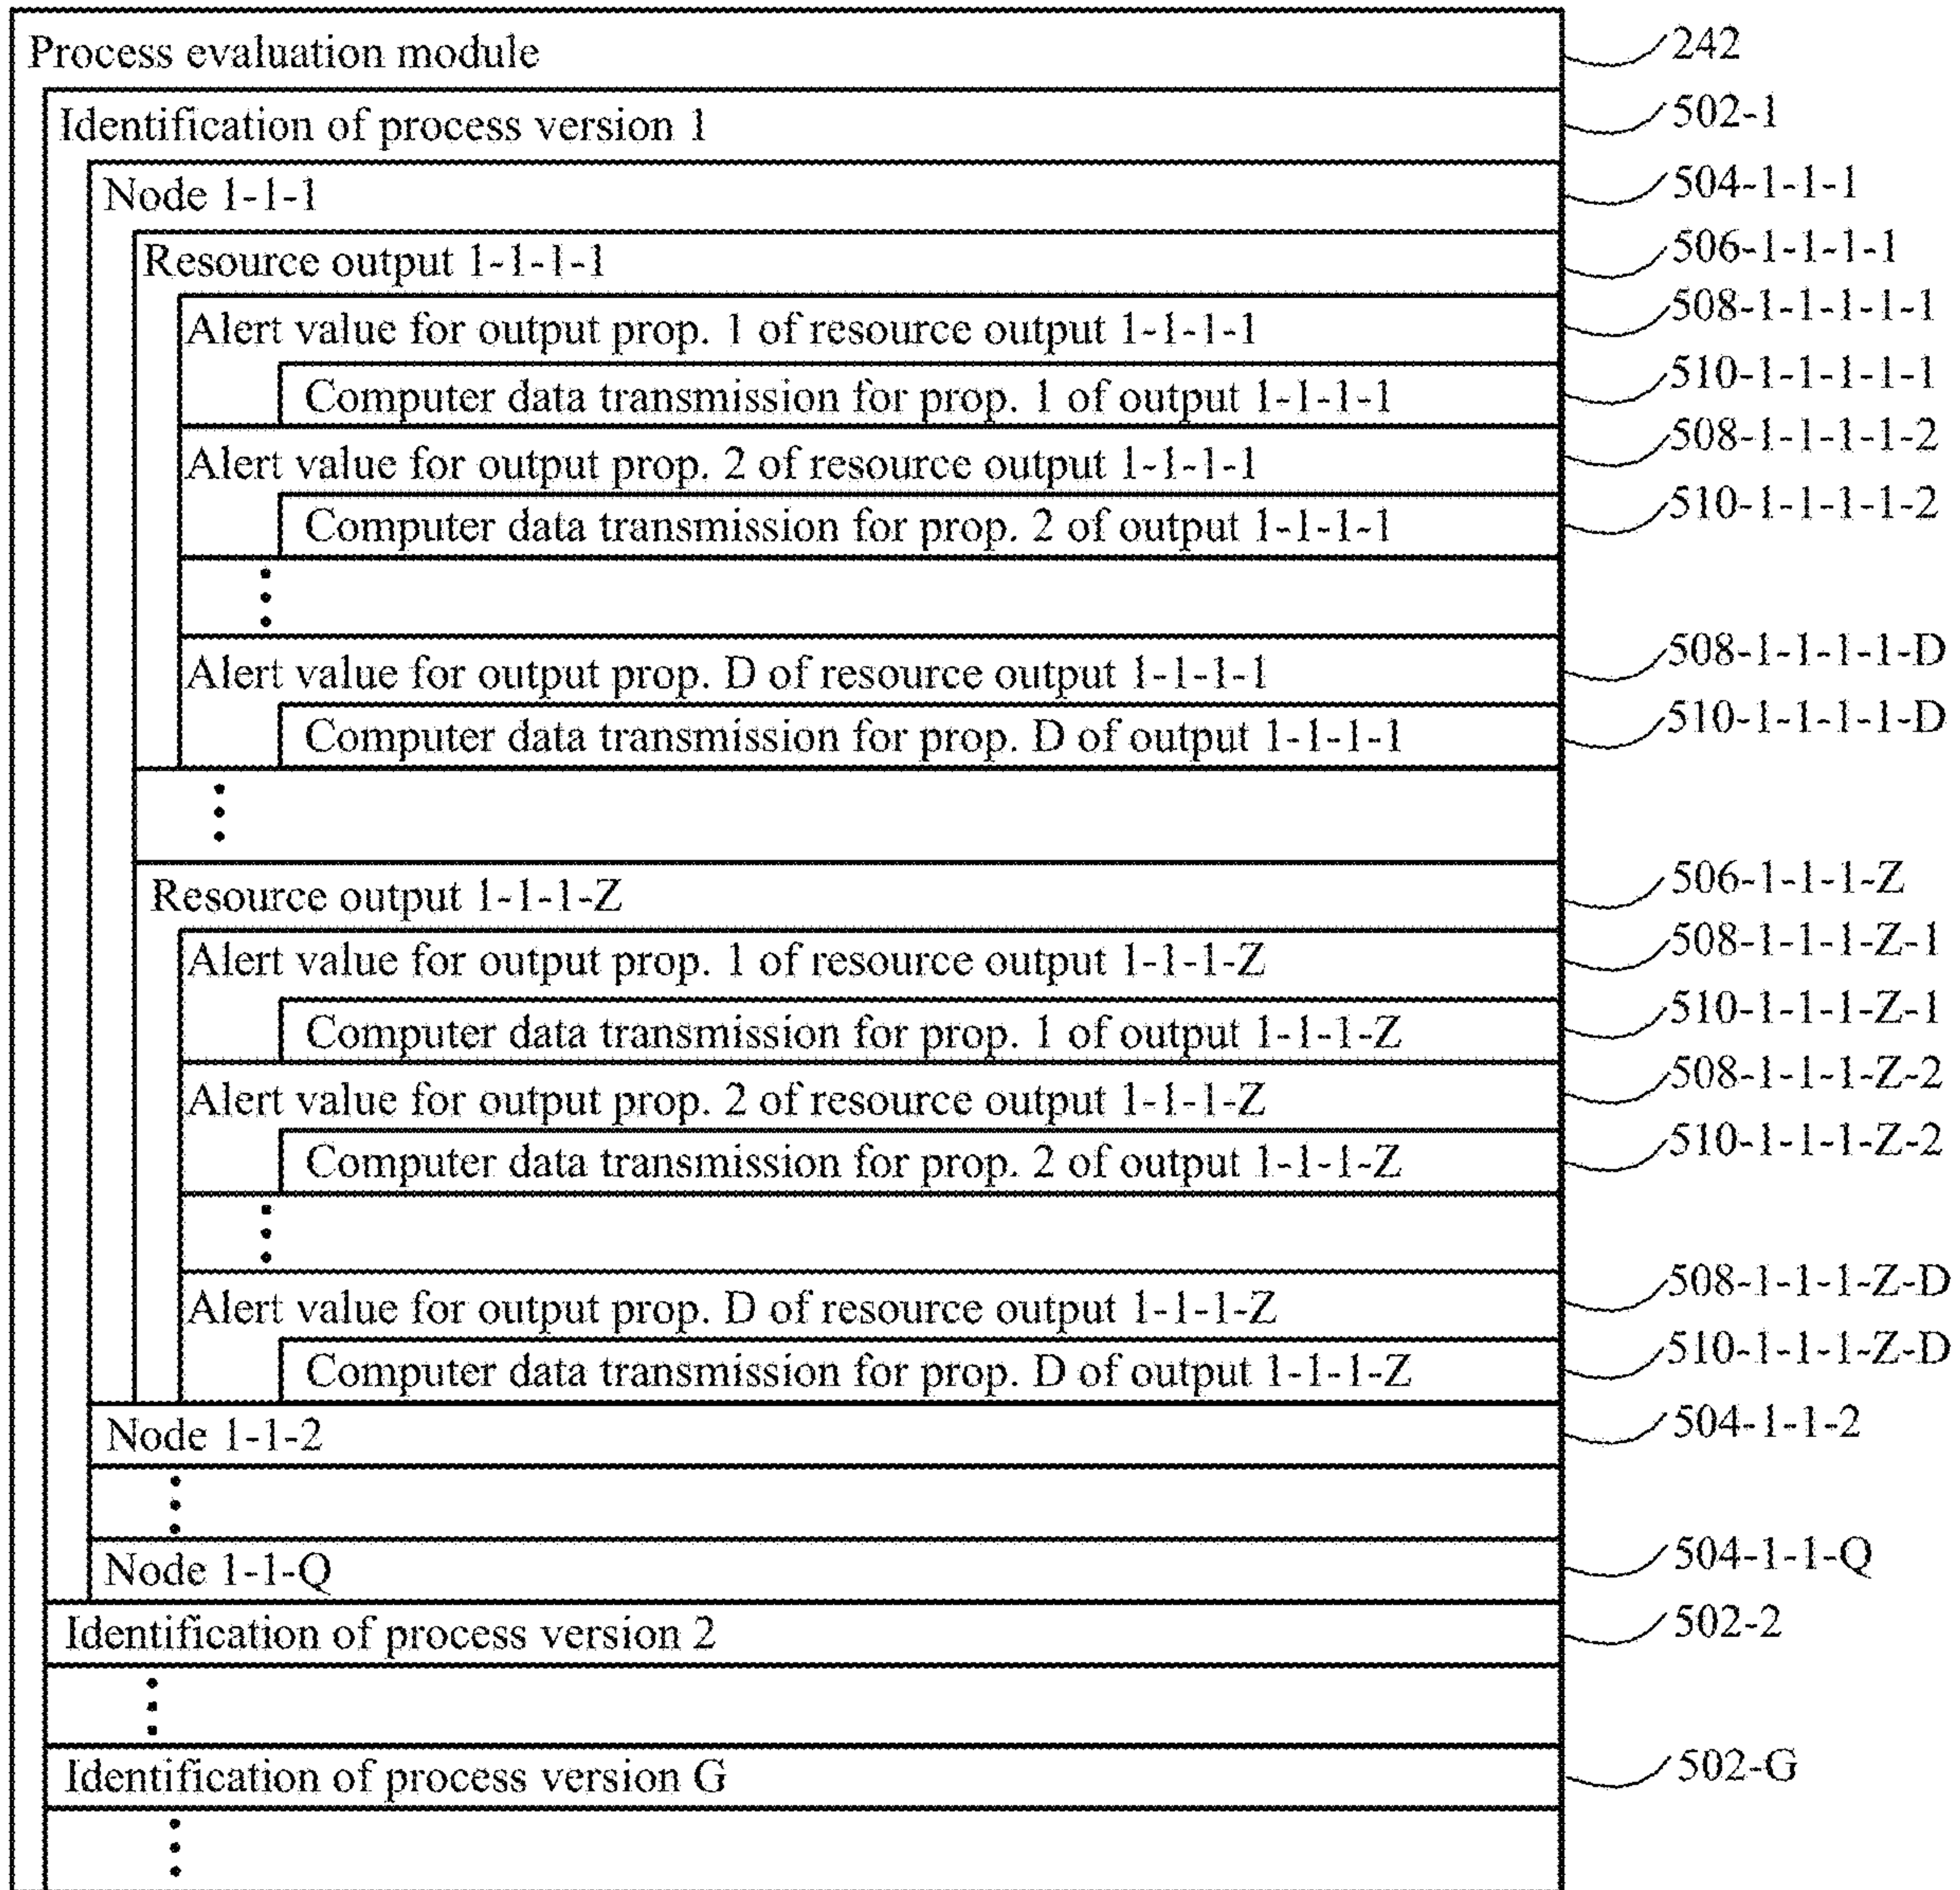 Process evaluation module 242
Identification of process version 1 502-1
Node 1-1-1 504-1-1-1
Resource output 1-1-1-1 506-1-1-1-1
Alert value for output prop. 1 of resource output 1-1-1-1 508-1-1-1-1-1
Computer data transmission for prop. 1 of output 1-1-1-1 510-1-1-1-1-1
Alert value for output prop. 2 of resource output 1-1-1-1 508-1-1-1-1-2
Computer data transmission for prop. 2 of output 1-1-1-1 510-1-1-1-1-2
Alert value for output prop. D of resource output 1-1-1-1 508-1-1-1-1-D
Computer data transmission for prop. D of output 1-1-1-1 510-1-1-1-1-D
Resource output 1-1-1-Z 506-1-1-1-Z
Alert value for output prop. 1 of resource output 1-1-1-Z 508-1-1-1-Z-1
Computer data transmission for prop. 1 of output 1-1-1-Z 510-1-1-1-Z-1
Alert value for output prop. 2 of resource output 1-1-1-Z 508-1-1-1-Z-2
Computer data transmission for prop. 2 of output 1-1-1-Z 510-1-1-1-Z-2
Alert value for output prop. D of resource output 1-1-1-Z 508-1-1-1-Z-D
Computer data transmission for prop. D of output 1-1-1-Z 510-1-1-1-Z-D
Node 1-1-2 504-1-1-2
Node 1-1-Q 504-1-1-Q
Identification of process version 2 502-2
Identification of process version G 502-G